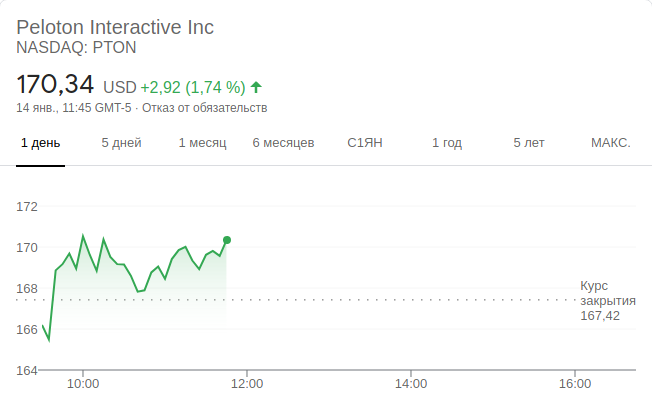 Peloton Interactive Inc
NASDAQ: PTON
170,34 USD +2,92 (1,74 %)
14 янв., 11:45 GMT-5 · Отказ от обязательств
1 день 5 дней 1 месяц 6 месяцев С1ЯН 1 год 5 лет МАКС.
172
170
168
166
164
Курс
закрытия
167,42
10:00 12:00 14:00 16:00